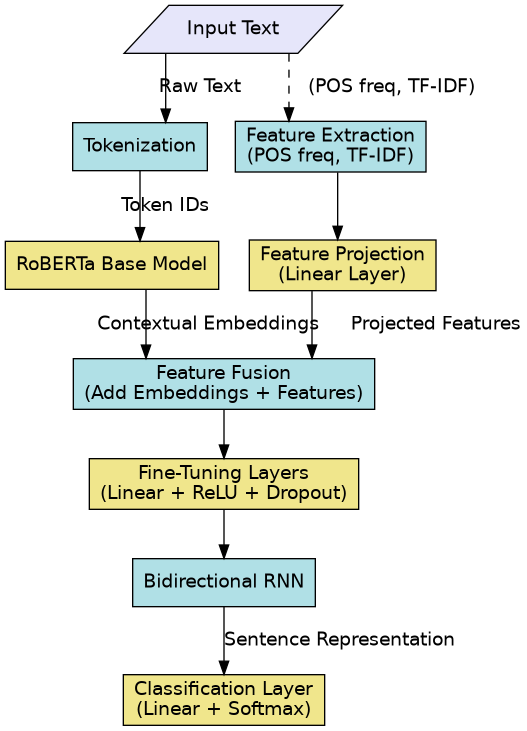 Input Text
Raw Text
(POS freq, TF-IDF)
Tokenization
Feature Extraction
(POS freq, TF-IDF)
Token IDs
RoBERTa Base Model
Feature Projection
(Linear Layer)
Contextual Embeddings
Projected Features
Feature Fusion
(Add Embeddings + Features)
Fine-Tuning Layers
(Linear + ReLU + Dropout)
Bidirectional RNN
Sentence Representation
Classification Layer
(Linear + Softmax)